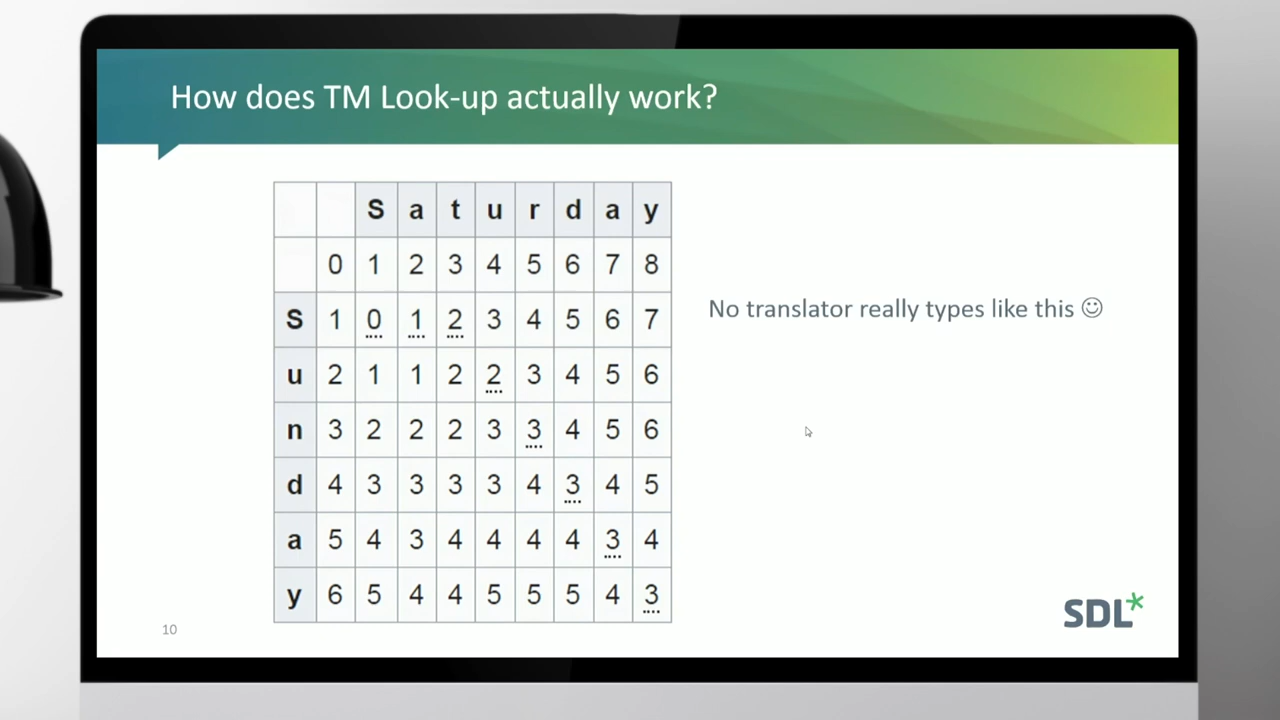 How does TM Look-up actually work?
S a t u r d a y
0 1 2 3 4 5 6 7 8
S 1 0 1 2 3 4 5 6 7
No translator really types like this ☺
u 2 1 1 2 2 3 4 5 6
n 3 2 2 2 3 3 4 5 6
d 4 3 3 3 3 4 3 4 5
a 5 4 3 4 4 4 4 3 4
y 6 5 4 4 5 5 5 4 3
SDL*
10